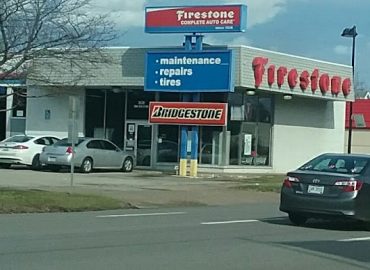 Firestone
COMPLETE AUTO CARE
• maintenance
• repairs
• tires
Firestone
BRIDGESTONE